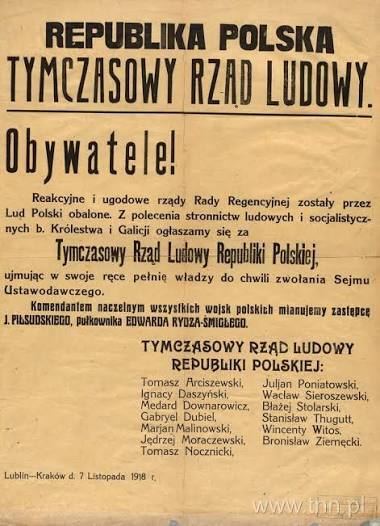 REPUBLIKA POLSKA
TYMCZASOWY RZĄD LUDOWY.
Obywatele!
Reakcyjne i ugodowe rządy Rady Regencyjnej zostały przez
Lud Polski obalone. Z polecenia stronnictw ludowych i socjalistycz-
nych b. Królestwa i Galicji ogłaszamy się za
Tymczasowy Rząd Ludowy Republiki Polskiej,
ujmując w swoje ręce pełnię władzy do chwili zwołania Sejmu
Ustawodawczego.
Komendantem naczelnym wszystkich wojsk polskich mianujemy zastępcę
J. PIŁSUDSKIEGO, pułkownika EDWARDA RYDZA-ŚMIGŁEGO.
TYMCZASOWY RZĄD LUDOWY
REPUBLIKI POLSKIEJ:
Tomasz Arciszewski,
Ignacy Daszyński,
Medard Downarowicz,
Gabryel Dubiel,
Marjan Malinowski,
Jędrzej Moraczewski,
Tomasz Nocznicki,
Juljan Poniatowski,
Wacław Sieroszewski,
Błażej Stolarski,
Stanisław Thugutt,
Wincenty Witos,
Bronisław Ziemęcki.
Lublin—Kraków d. 7 Listopada 1918 r.
www.tnn.pl